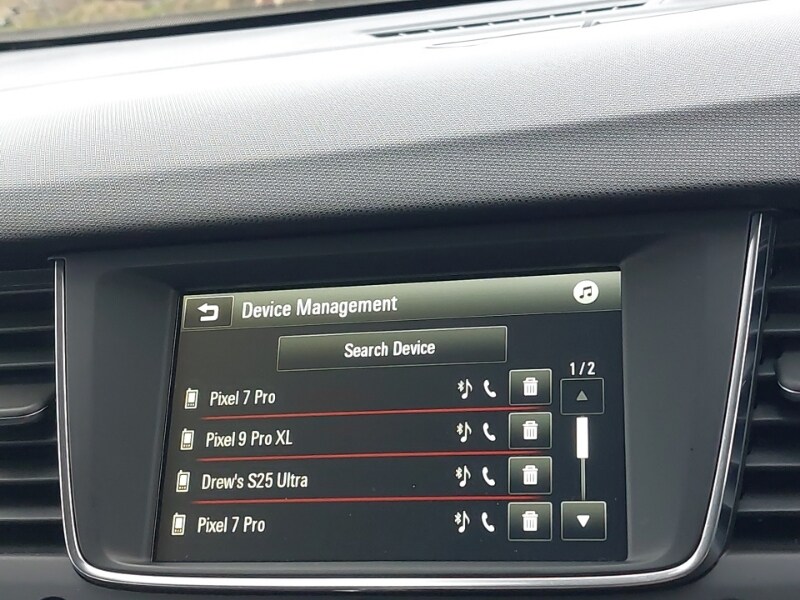 Device Management
Search Device
1/2
Pixel 7 Pro
Pixel 9 Pro XL
Drew's S25 Ultra
Pixel 7 Pro